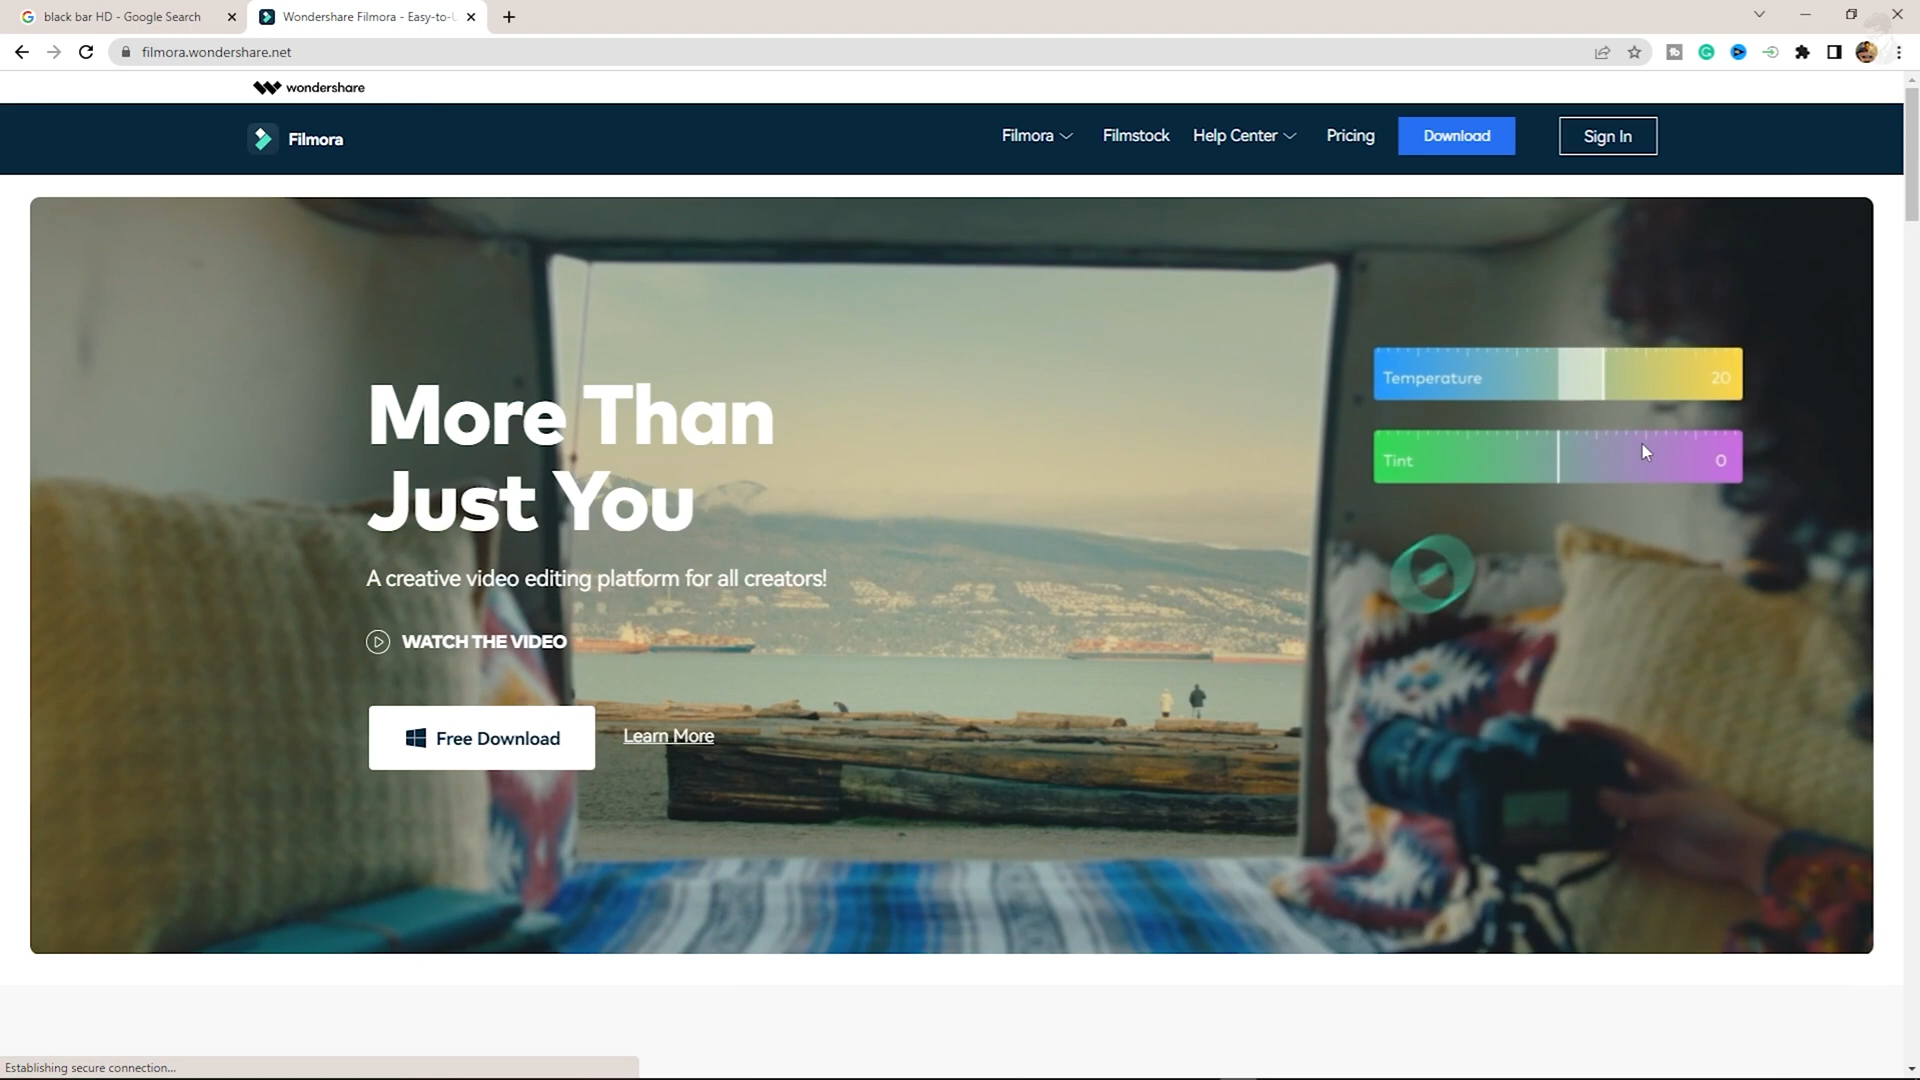 black bar HD - Google Search
Wondershare Filmora - Easy-to-U
filmora.wondershare.net
wondershare
Filmora
Filmora
Filmstock
Help Center
Pricing
Download
Sign In
Temperature
20
Tint
0
More Than
Just You
A creative video editing platform for all creators!
WATCH THE VIDEO
Free Download
Learn More
Establishing secure connection...